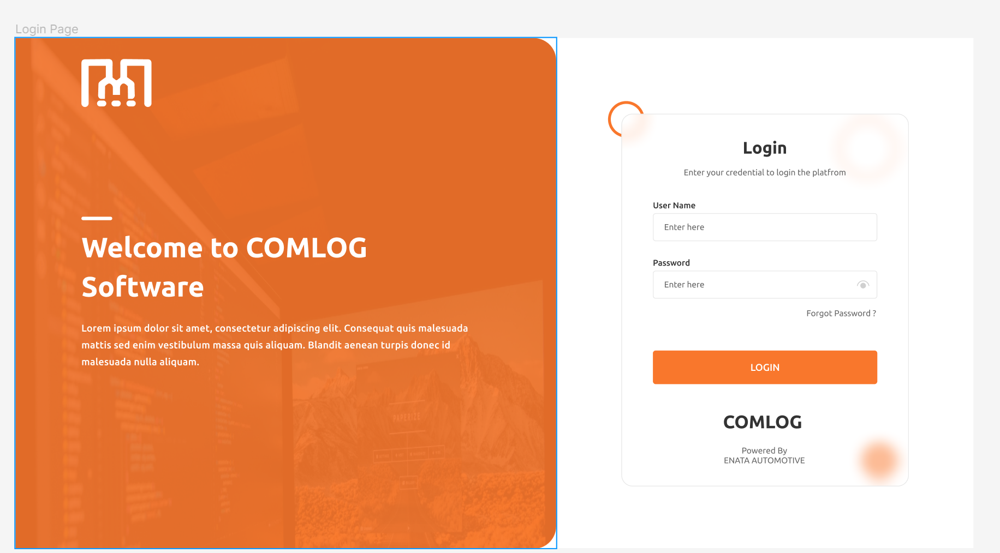 Login Page
Welcome to COMLOG
Software
Lorem ipsum dolor sit amet, consectetur adipiscing elit. Consequat quis malesuada
mattis sed enim vestibulum massa quis aliquam. Blandit aenean turpis donec id
malesuada nulla aliquam.
PAPERIZE
Login
Enter your credential to login the platfrom
User Name
Enter here
Password
Enter here
Forgot Password ?
LOGIN
COMLOG
Powered By
ENATA AUTOMOTIVE